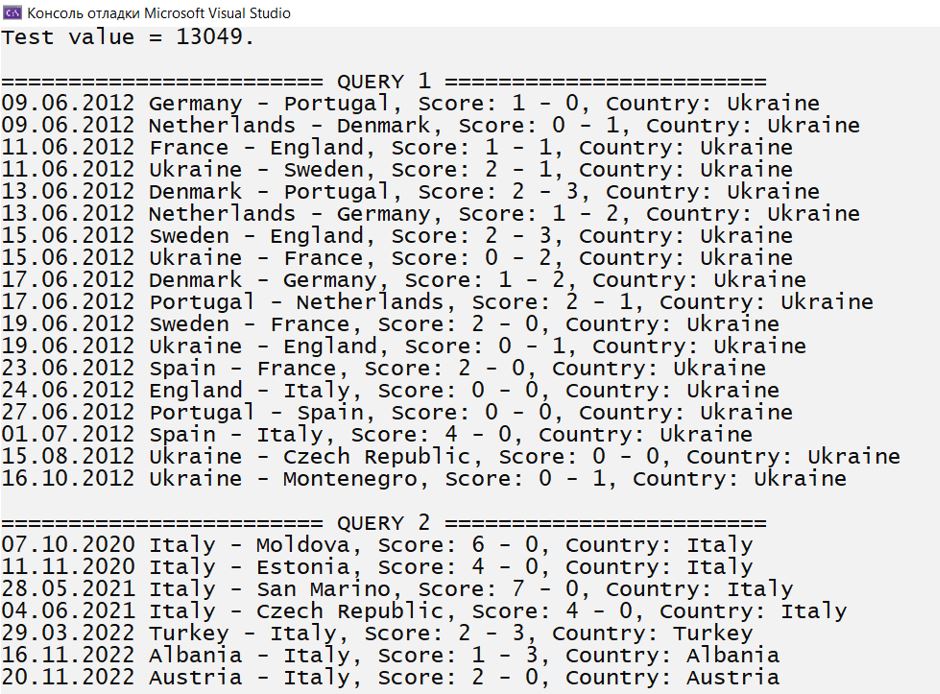 Консоль отладки Microsoft Visual Studio
Test value = 13049.
======================== QUERY 1 ========================
09.06.2012 Germany - Portugal, Score: 1 - 0, Country: Ukraine
09.06.2012 Netherlands - Denmark, Score: 0 - 1, Country: Ukraine
11.06.2012 France - England, Score: 1 - 1, Country: Ukraine
11.06.2012 Ukraine - Sweden, Score: 2 - 1, Country: Ukraine
13.06.2012 Denmark - Portugal, Score: 2 - 3, Country: Ukraine
13.06.2012 Netherlands - Germany, Score: 1 - 2, Country: Ukraine
15.06.2012 Sweden - England, Score: 2 - 3, Country: Ukraine
15.06.2012 Ukraine - France, Score: 0 - 2, Country: Ukraine
17.06.2012 Denmark - Germany, Score: 1 - 2, Country: Ukraine
17.06.2012 Portugal - Netherlands, Score: 2 - 1, Country: Ukraine
19.06.2012 Sweden - France, Score: 2 - 0, Country: Ukraine
19.06.2012 Ukraine - England, Score: 0 - 1, Country: Ukraine
23.06.2012 Spain - France, Score: 2 - 0, Country: Ukraine
24.06.2012 England - Italy, Score: 0 - 0, Country: Ukraine
27.06.2012 Portugal - Spain, Score: 0 - 0, Country: Ukraine
01.07.2012 Spain - Italy, Score: 4 - 0, Country: Ukraine
15.08.2012 Ukraine - Czech Republic, Score: 0 - 0, Country: Ukraine
16.10.2012 Ukraine - Montenegro, Score: 0 - 1, Country: Ukraine
======================== QUERY 2 ========================
07.10.2020 Italy - Moldova, Score: 6 - 0, Country: Italy
11.11.2020 Italy - Estonia, Score: 4 - 0, Country: Italy
28.05.2021 Italy - San Marino, Score: 7 - 0, Country: Italy
04.06.2021 Italy - Czech Republic, Score: 4 - 0, Country: Italy
29.03.2022 Turkey - Italy, Score: 2 - 3, Country: Turkey
16.11.2022 Albania - Italy, Score: 1 - 3, Country: Albania
20.11.2022 Austria - Italy, Score: 2 - 0, Country: Austria